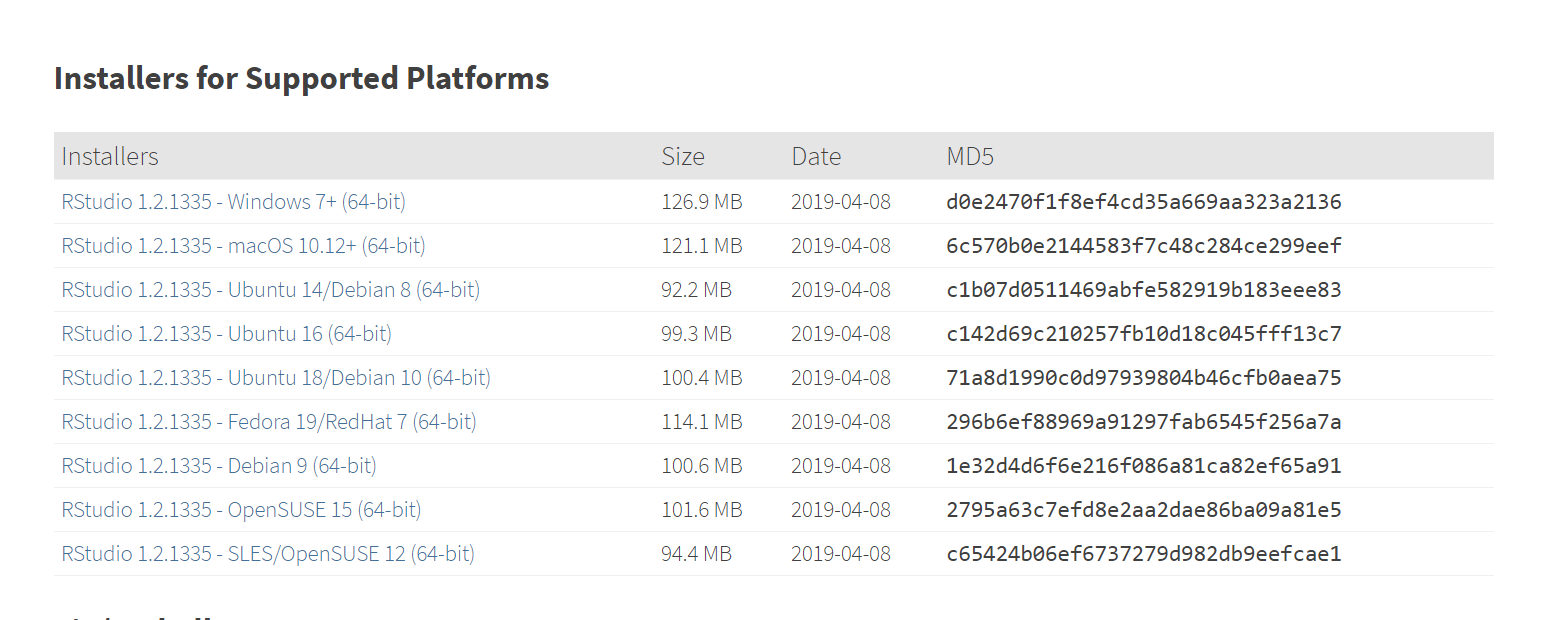 Installers for Supported Platforms
Installers Size Date MD5
RStudio 1.2.1335 - Windows 7+ (64-bit) 126.9 MB 2019-04-08 d0e2470f1f8ef4cd35a669aa323a2136
RStudio 1.2.1335 - macOS 10.12+ (64-bit) 121.1 MB 2019-04-08 6c570b0e2144583f7c48c284ce299eef
RStudio 1.2.1335 - Ubuntu 14/Debian 8 (64-bit) 92.2 MB 2019-04-08 c1b07d0511469abfe582919b183eee83
RStudio 1.2.1335 - Ubuntu 16 (64-bit) 99.3 MB 2019-04-08 c142d69c210257fb10d18c045fff13c7
RStudio 1.2.1335 - Ubuntu 18/Debian 10 (64-bit) 100.4 MB 2019-04-08 71a8d1990c0d97939804b46cfb0aea75
RStudio 1.2.1335 - Fedora 19/RedHat 7 (64-bit) 114.1 MB 2019-04-08 296b6ef88969a91297fab6545f256a7a
RStudio 1.2.1335 - Debian 9 (64-bit) 100.6 MB 2019-04-08 1e32d4d6f6e216f086a81ca82ef65a91
RStudio 1.2.1335 - OpenSUSE 15 (64-bit) 101.6 MB 2019-04-08 2795a63c7efd8e2aa2dae86ba09a81e5
RStudio 1.2.1335 - SLES/OpenSUSE 12 (64-bit) 94.4 MB 2019-04-08 c65424b06ef6737279d982db9eefcae1